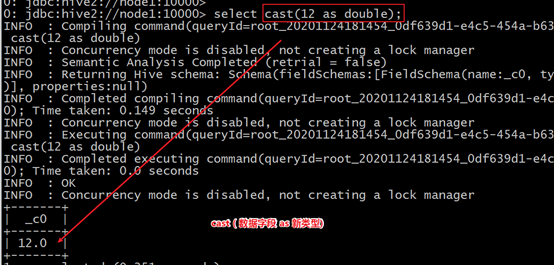 0: jdbc:hive2://node1:10000>
0: jdbc:hive2://node1:10000> select cast(12 as double);
INFO  : Compiling command(queryId=root_20201124181454_0df639d1-e4c5-454a-b63
cast(12 as double)
INFO  : Concurrency mode is disabled, not creating a lock manager
INFO  : Semantic Analysis Completed (retrial = false)
INFO  : Returning Hive schema: Schema(fieldSchemas:[FieldSchema(name:_c0, ty
)], properties:null)
INFO  : Completed compiling command(queryId=root_20201124181454_0df639d1-e4c
0); Time taken: 0.149 seconds
INFO  : Concurrency mode is disabled, not creating a lock manager
INFO  : Executing command(queryId=root_20201124181454_0df639d1-e4c5-454a-b63
cast(12 as double)
INFO  : Completed executing command(queryId=root_20201124181454_0df639d1-e4c
0); Time taken: 0.0 seconds
INFO  : OK
INFO  : Concurrency mode is disabled, not creating a lock manager
+-------+
|  _c0  |
+-------+
| 12.0  |
+-------+
cast（数据字段 as 新类型）